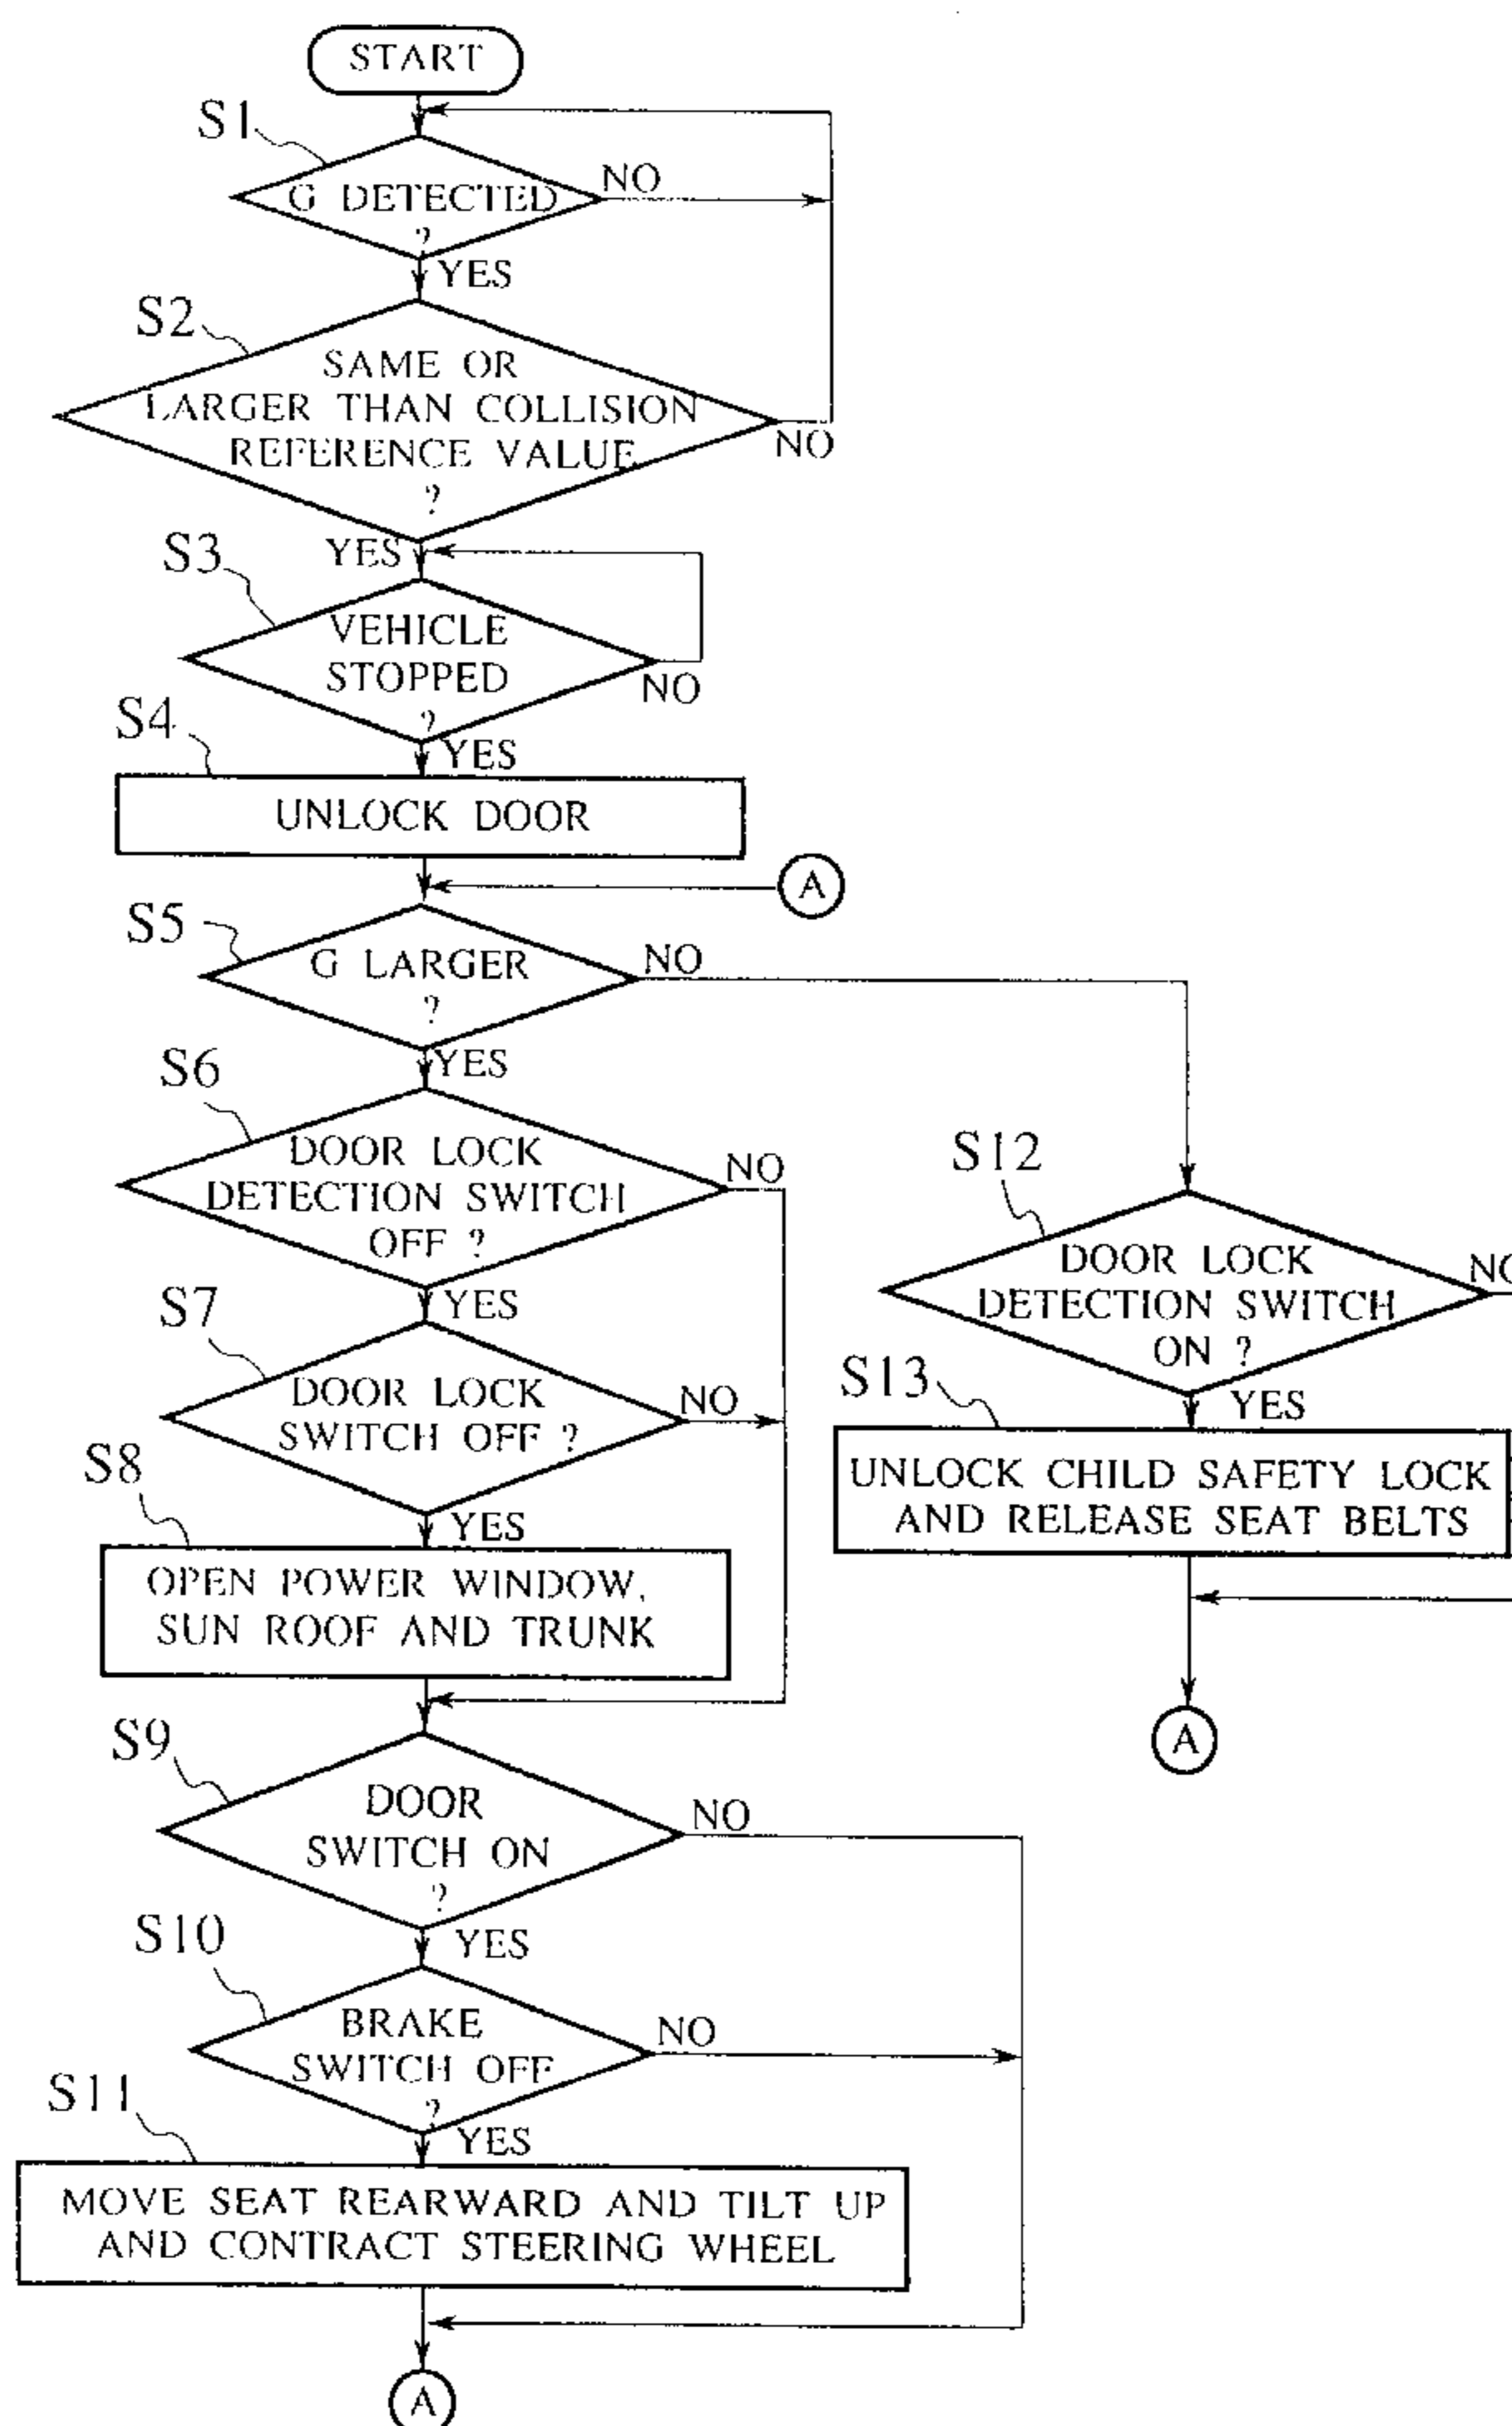 START
S1
G DETECTED
?
NO
YES
S2
SAME OR
LARGER THAN COLLISION
REFERENCE VALUE
?
NO
YES
S3
VEHICLE
STOPPED
?
NO
YES
S4
UNLOCK DOOR
A
S5
G LARGER
?
NO
YES
S6
DOOR LOCK
DETECTION SWITCH
OFF ?
NO
YES
S7
DOOR LOCK
SWITCH OFF ?
NO
YES
S8
OPEN POWER WINDOW,
SUN ROOF AND TRUNK
S12
DOOR LOCK
DETECTION SWITCH
ON ?
NO
YES
S13
UNLOCK CHILD SAFETY LOCK
AND RELEASE SEAT BELTS
A
S9
DOOR
SWITCH ON
?
NO
YES
S10
BRAKE
SWITCH OFF
?
NO
YES
S11
MOVE SEAT REARWARD AND TILT UP
AND CONTRACT STEERING WHEEL
A